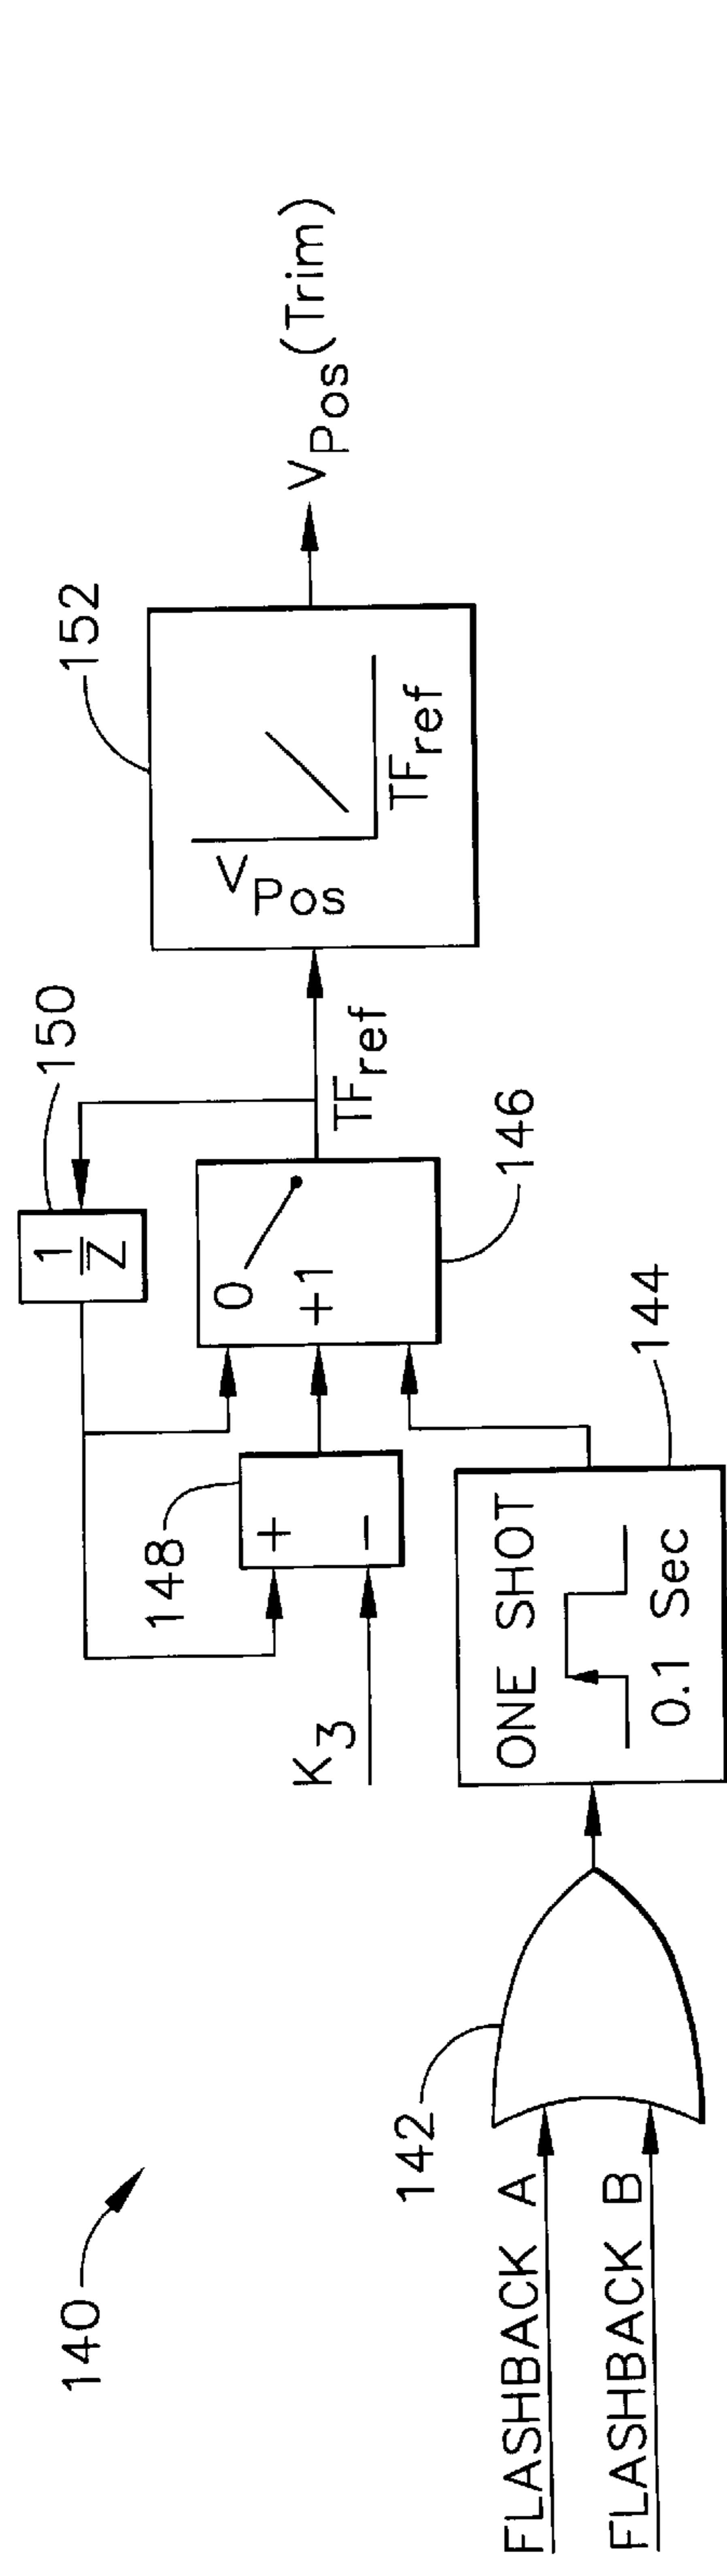 140
FLASHBACK A
FLASHBACK B
142
ONE SHOT
0.1 Sec
144
K3
148
+
−
0
+1
146
1
Z
150
TFref
VPos
TFref
152
VPos(Trim)